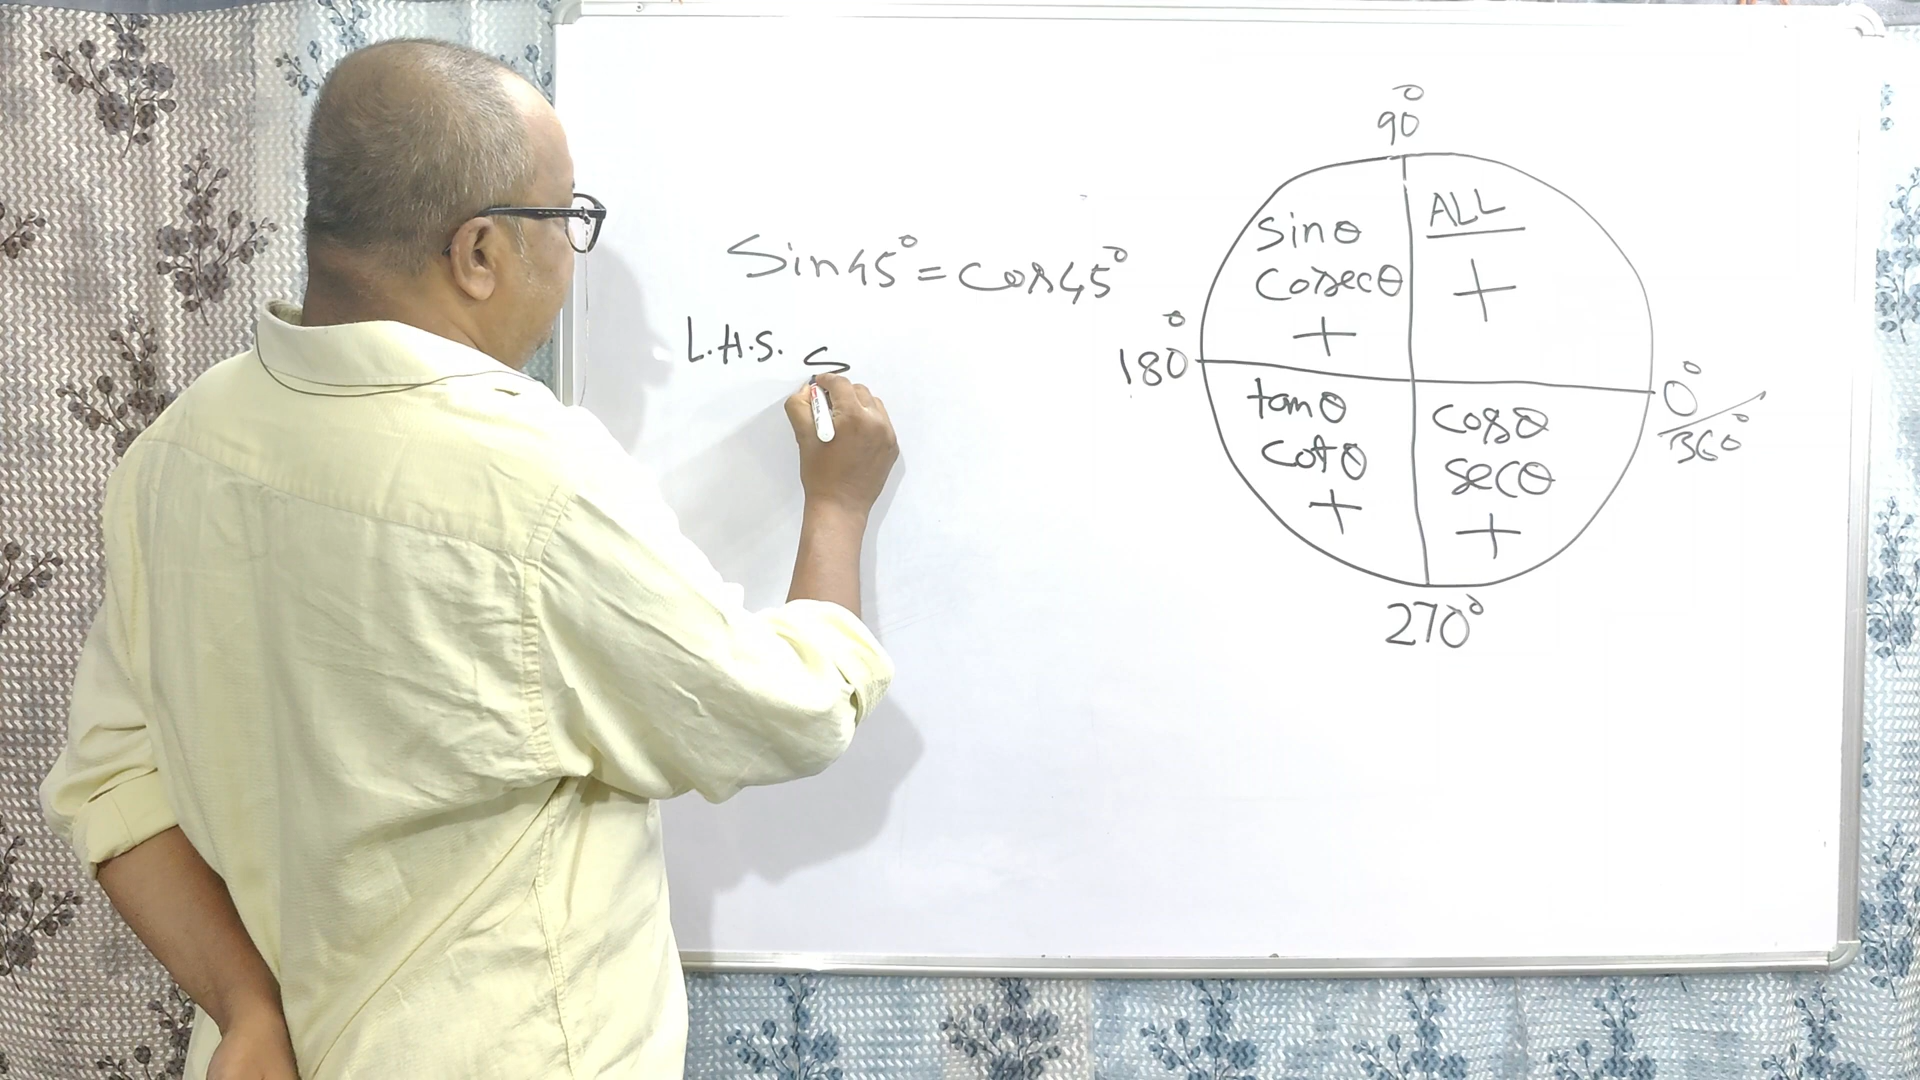 Sin45° = Cos45°
L.H.S. S
90°
Sinθ
Cosecθ
+
ALL
+
180°
0°/360°
tanθ
Cotθ
+
Cosθ
Secθ
+
270°